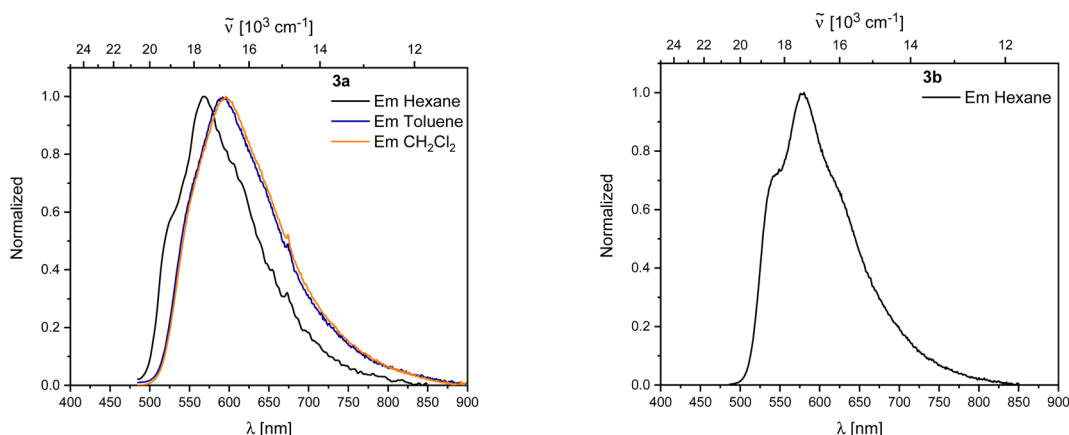 ν̃ [10³ cm⁻¹]
24 22 20 18 16 14 12
3a
Em Hexane
Em Toluene
Em CH₂Cl₂
Normalized
1.0
0.8
0.6
0.4
0.2
0.0
400 450 500 550 600 650 700 750 800 850 900
λ [nm]
ν̃ [10³ cm⁻¹]
24 22 20 18 16 14 12
3b
Em Hexane
Normalized
1.0
0.8
0.6
0.4
0.2
0.0
400 450 500 550 600 650 700 750 800 850 900
λ [nm]